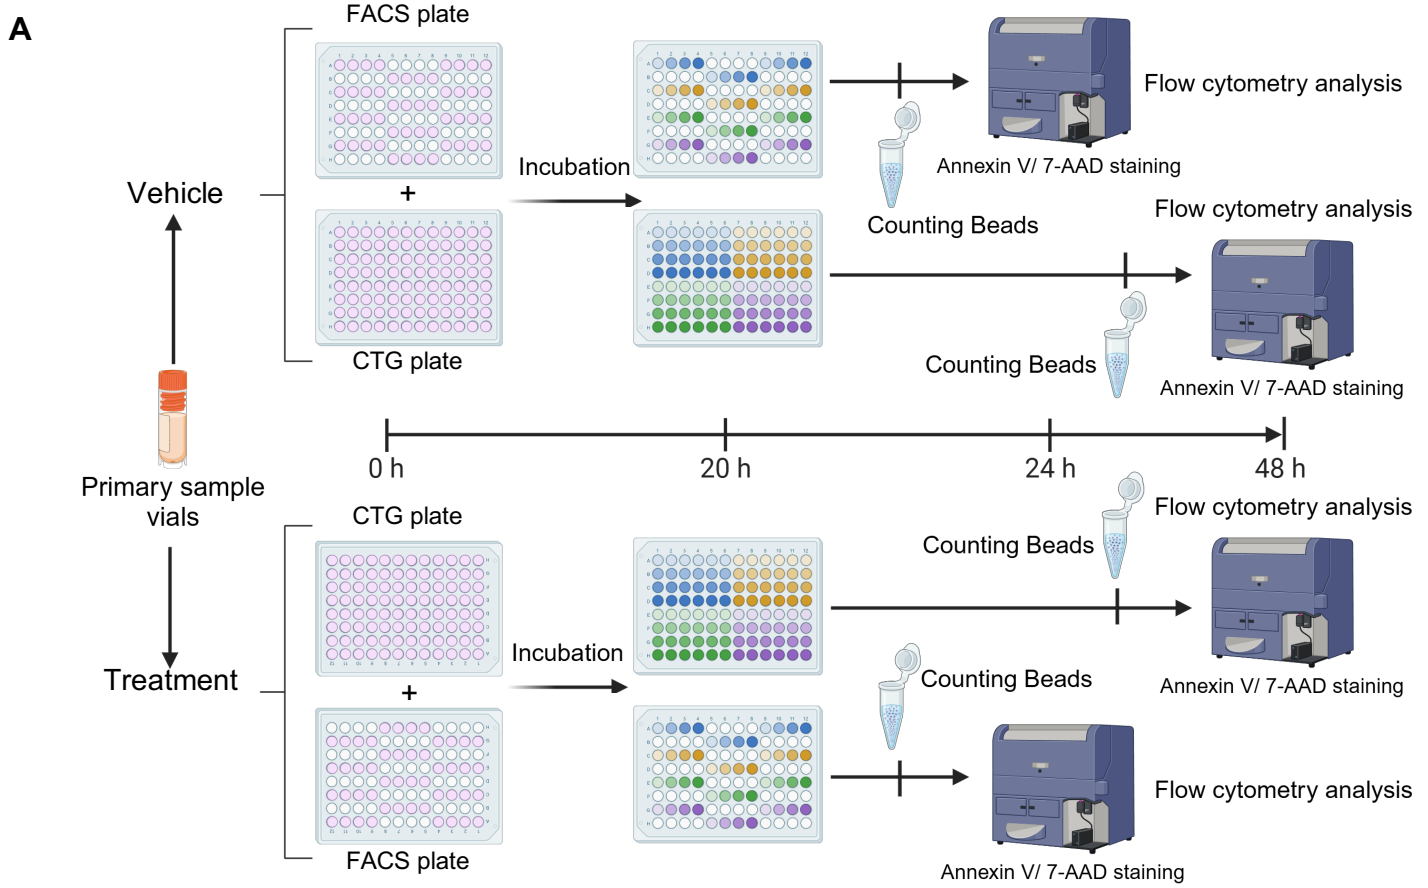 A
FACS plate
Flow cytometry analysis
Annexin V/ 7-AAD staining
Incubation
Vehicle
+
Counting Beads
Flow cytometry analysis
CTG plate
Counting Beads
Annexin V/ 7-AAD staining
0 h
20 h
24 h
48 h
Primary sample
vials
CTG plate
Flow cytometry analysis
Counting Beads
Incubation
Treatment
+
Counting Beads
Annexin V/ 7-AAD staining
Flow cytometry analysis
FACS plate
Annexin V/ 7-AAD staining